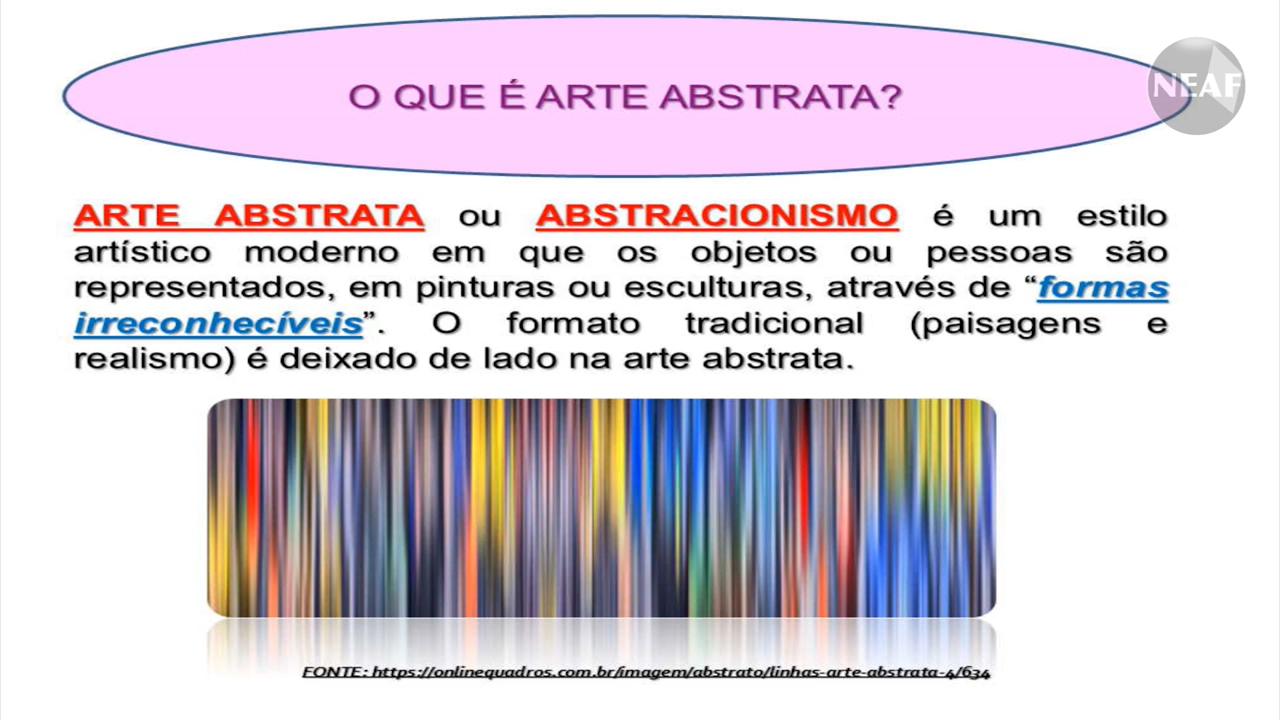 O QUE É ARTE ABSTRATA?
NEAF
ARTE ABSTRATA ou ABSTRACIONISMO é um estilo
artístico moderno em que os objetos ou pessoas são
representados, em pinturas ou esculturas, através de “formas
irreconhecíveis”. O formato tradicional (paisagens e
realismo) é deixado de lado na arte abstrata.
FONTE: https://onlinequadros.com.br/imagem/abstrato/linhas-arte-abstrata-4/634